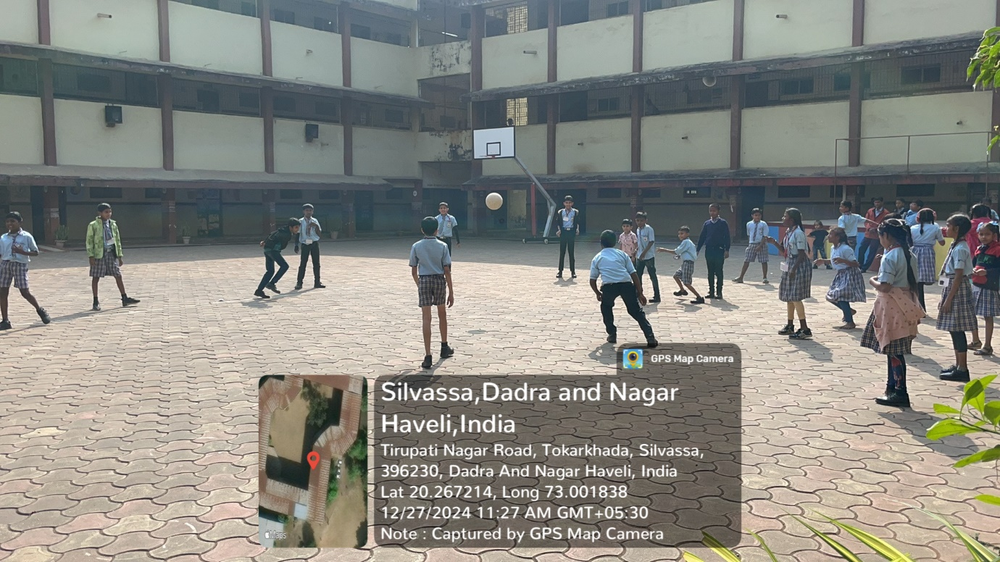 GPS Map Camera
Silvassa,Dadra and Nagar
Haveli,India
Tirupati Nagar Road, Tokarkhada, Silvassa,
396230, Dadra And Nagar Haveli, India
Lat 20.267214, Long 73.001838
12/27/2024 11:27 AM GMT+05:30
Note : Captured by GPS Map Camera
Maps